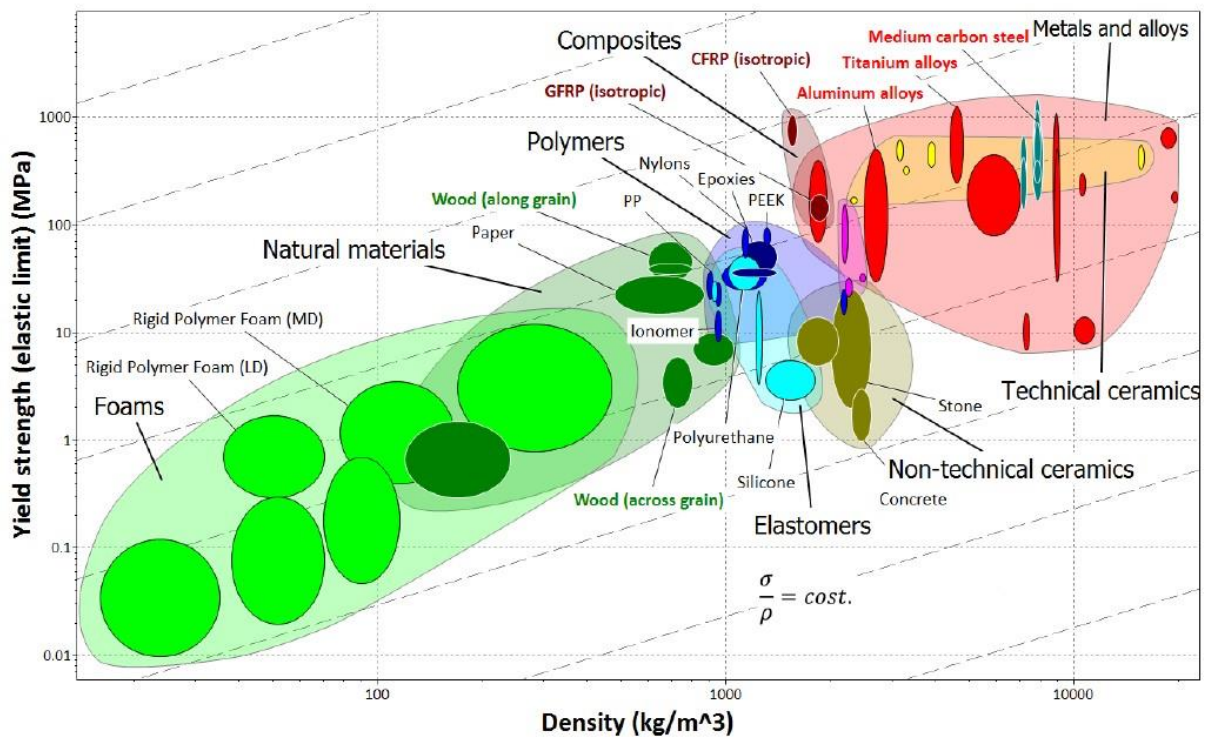 Composites
Medium carbon steel
Metals and alloys
CFRP (isotropic)
Titanium alloys
GFRP (isotropic)
Aluminum alloys
1000
Polymers
Nylons
Epoxies
PEEK
Wood (along grain)
PP
100
Paper
Natural materials
Yield strength (elastic limit) (MPa)
Rigid Polymer Foam (MD)
10
Ionomer
Rigid Polymer Foam (LD)
Technical ceramics
Foams
Stone
1
Polyurethane
Non-technical ceramics
Silicone
Wood (across grain)
Concrete
Elastomers
0.1
σ
ρ
= cost.
0.01
100
1000
10000
Density (kg/m^3)